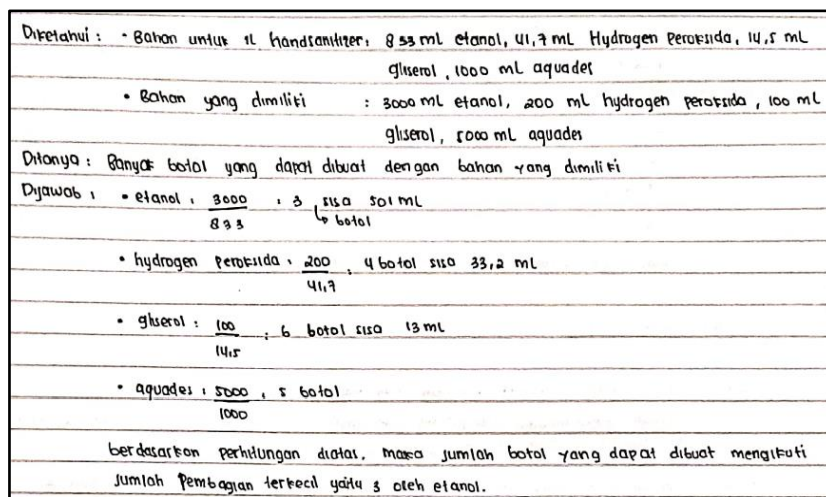 Diketahui : • Bahan untuk 1L handsanitizer: 833 ml etanol, 41,7 mL Hydrogen Peroksida, 14,5 mL
gliserol, 1000 ml aquades
• Bahan yang dimiliki : 3000 ml etanol, 200 ml hydrogen peroksida, 100 ml
gliserol, 5000 ml aquades
Ditanya : Banyak botol yang dapat dibuat dengan bahan yang dimiliki
Dijawab : • etanol : 3000 / 833 : 3 sisa 501 ml
↳ botol
• hydrogen peroksida : 200 / 41,7 : 4 botol sisa 33,2 ml
• gliserol : 100 / 14,5 : 6 botol sisa 13 ml
• aquades : 5000 / 1000 : 5 botol
berdasarkan perhitungan diatas, maka jumlah botol yang dapat dibuat mengikuti
jumlah Pembagian terkecil yaitu 3 oleh etanol.